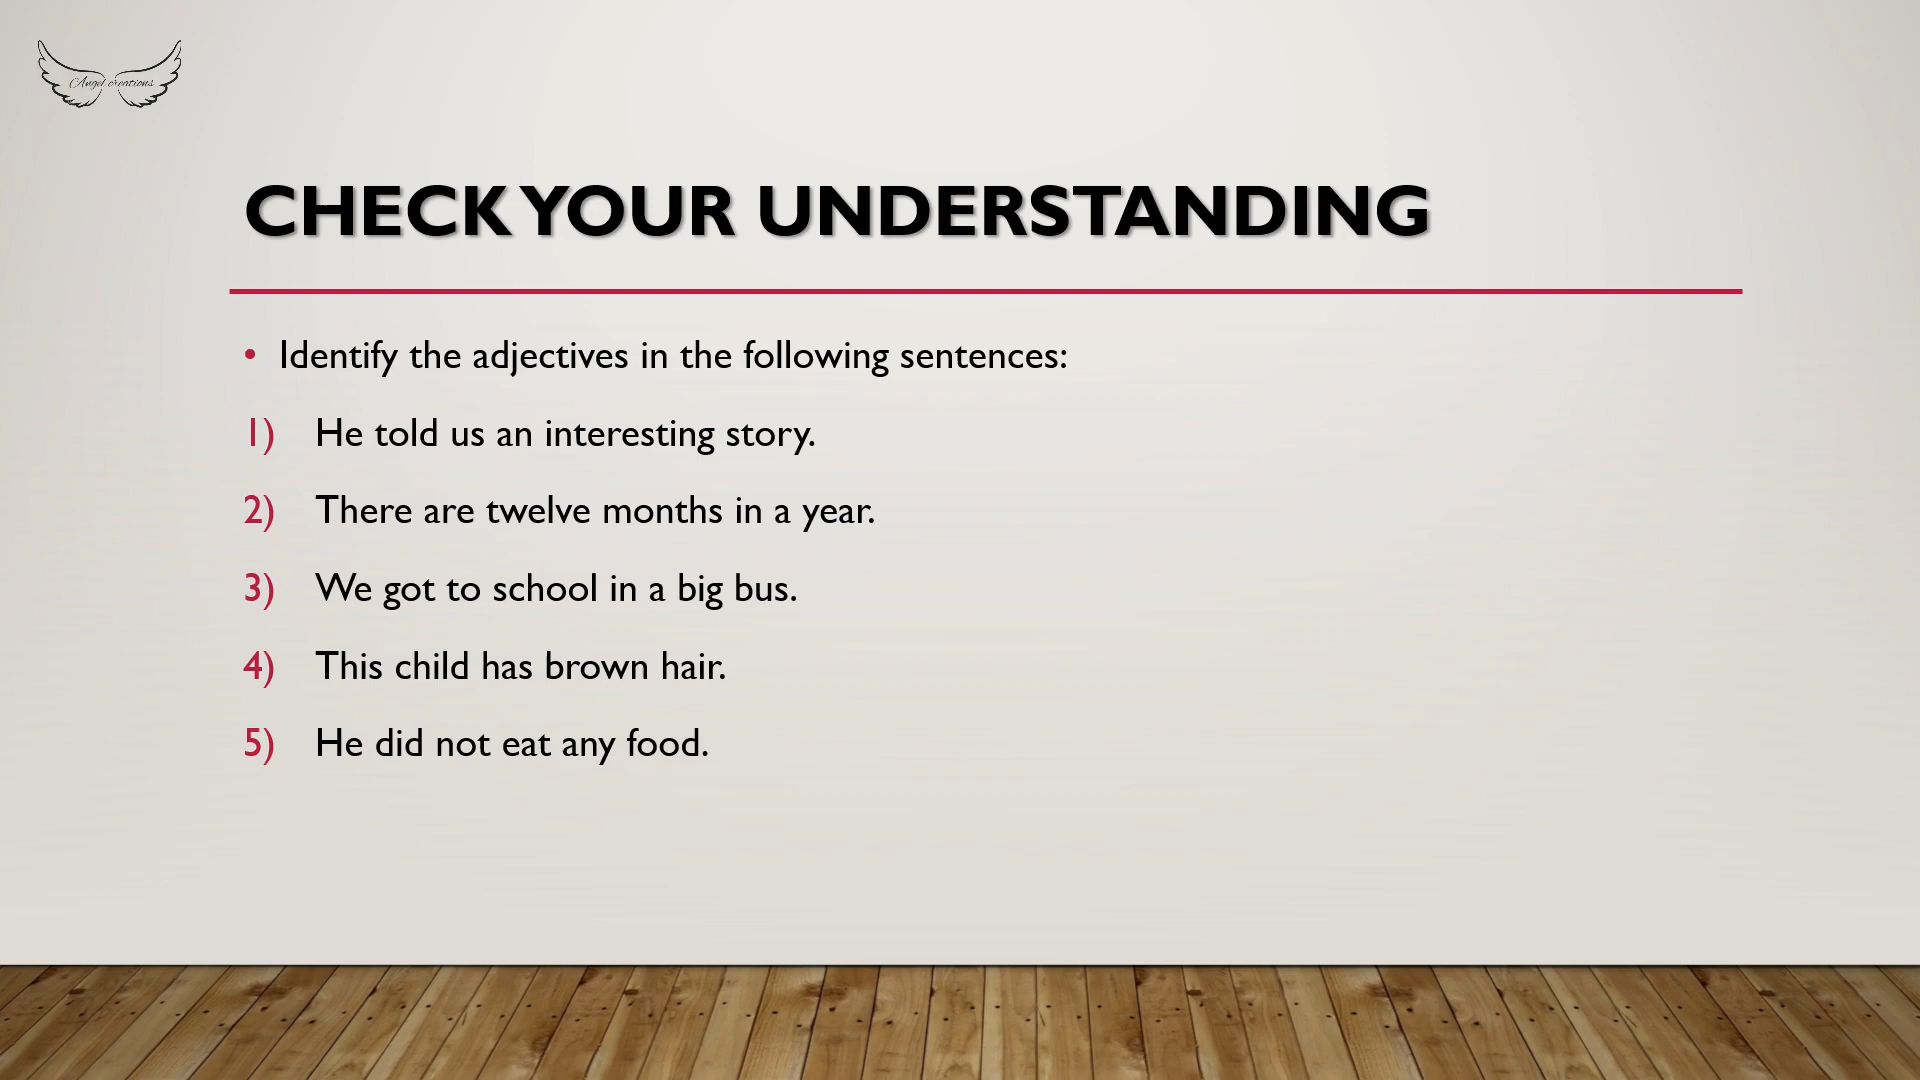 Angel creations
CHECK YOUR UNDERSTANDING
• Identify the adjectives in the following sentences:
1) He told us an interesting story.
2) There are twelve months in a year.
3) We got to school in a big bus.
4) This child has brown hair.
5) He did not eat any food.